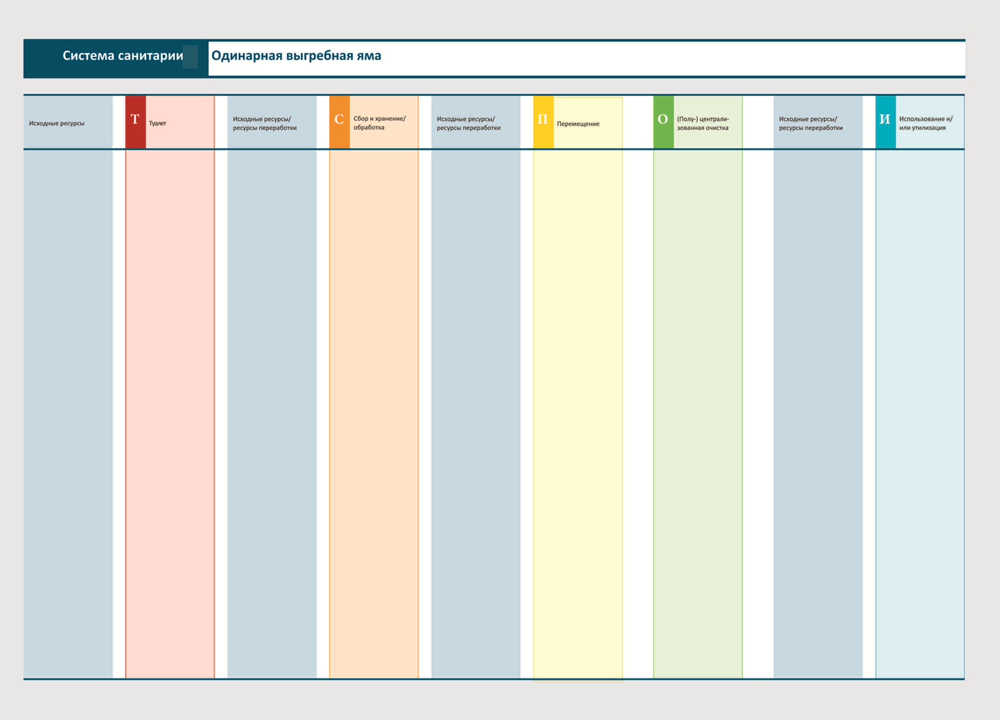 Система санитарии
Одинарная выгребная яма
Исходные ресурсы
Т
Туалет
Исходные ресурсы/
ресурсы переработки
С
Сбор и хранение/
обработка
Исходные ресурсы/
ресурсы переработки
П
Перемещение
О
(Полу-) централи-
зованная очистка
Исходные ресурсы/
ресурсы переработки
И
Использование и/
или утилизация